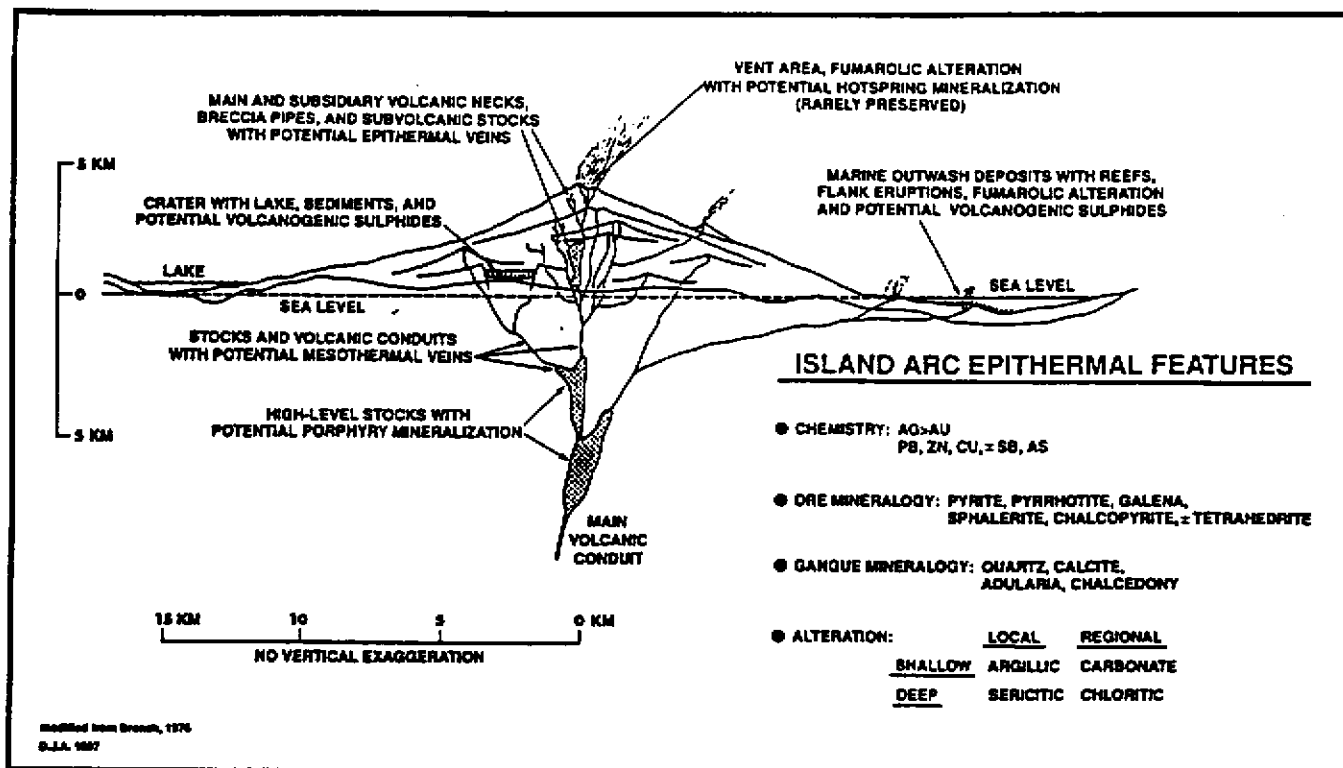 VENT AREA, FUMAROLIC ALTERATION
WITH POTENTIAL HOTSPRING MINERALIZATION
(RARELY PRESERVED)
MAIN AND SUBSIDIARY VOLCANIC NECKS,
BRECCIA PIPES, AND SUBVOLCANIC STOCKS
WITH POTENTIAL EPITHERMAL VEINS
5 KM
MARINE OUTWASH DEPOSITS WITH REEFS,
FLANK ERUPTIONS, FUMAROLIC ALTERATION
AND POTENTIAL VOLCANOGENIC SULPHIDES
CRATER WITH LAKE, SEDIMENTS, AND
POTENTIAL VOLCANOGENIC SULPHIDES
LAKE
SEA LEVEL
0
SEA LEVEL
STOCKS AND VOLCANIC CONDUITS
WITH POTENTIAL MESOTHERMAL VEINS
HIGH-LEVEL STOCKS WITH
POTENTIAL PORPHYRY MINERALIZATION
5 KM
MAIN
VOLCANIC
CONDUIT
15 KM 10 5 0 KM
NO VERTICAL EXAGGERATION
ISLAND ARC EPITHERMAL FEATURES
● CHEMISTRY: AG>AU
PB, ZN, CU, ± SB, AS
● ORE MINERALOGY: PYRITE, PYRRHOTITE, GALENA,
SPHALERITE, CHALCOPYRITE, ± TETRAHEDRITE
● GANGUE MINERALOGY: QUARTZ, CALCITE,
ADULARIA, CHALCEDONY
● ALTERATION: LOCAL REGIONAL
SHALLOW ARGILLIC CARBONATE
DEEP SERICITIC CHLORITIC
modified from Branch, 1976
D.J.A. 1987